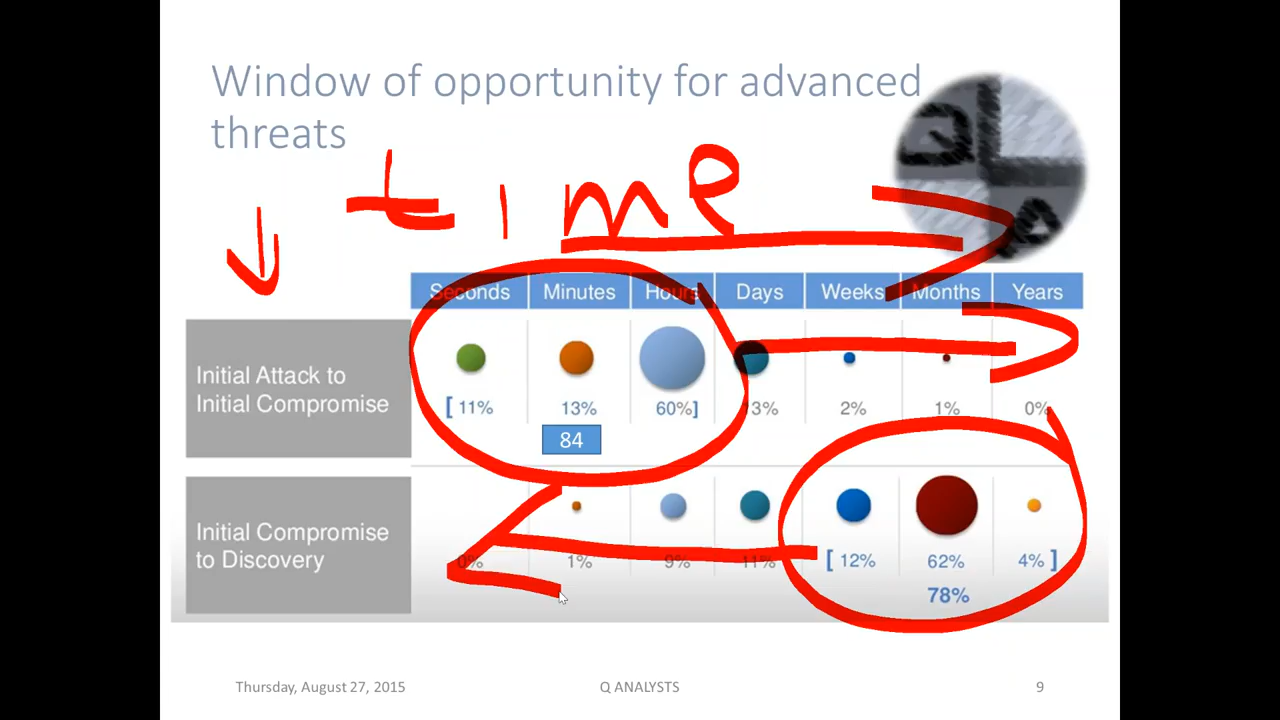 Window of opportunity for advanced
threats
time
Seconds Minutes Hours Days Weeks Months Years
Initial Attack to
Initial Compromise
[ 11% 13% 60%] 13% 2% 1% 0%
84
Initial Compromise
to Discovery
0% 1% 9% 11% [ 12% 62% 4% ]
78%
Thursday, August 27, 2015 Q ANALYSTS 9
Q
A